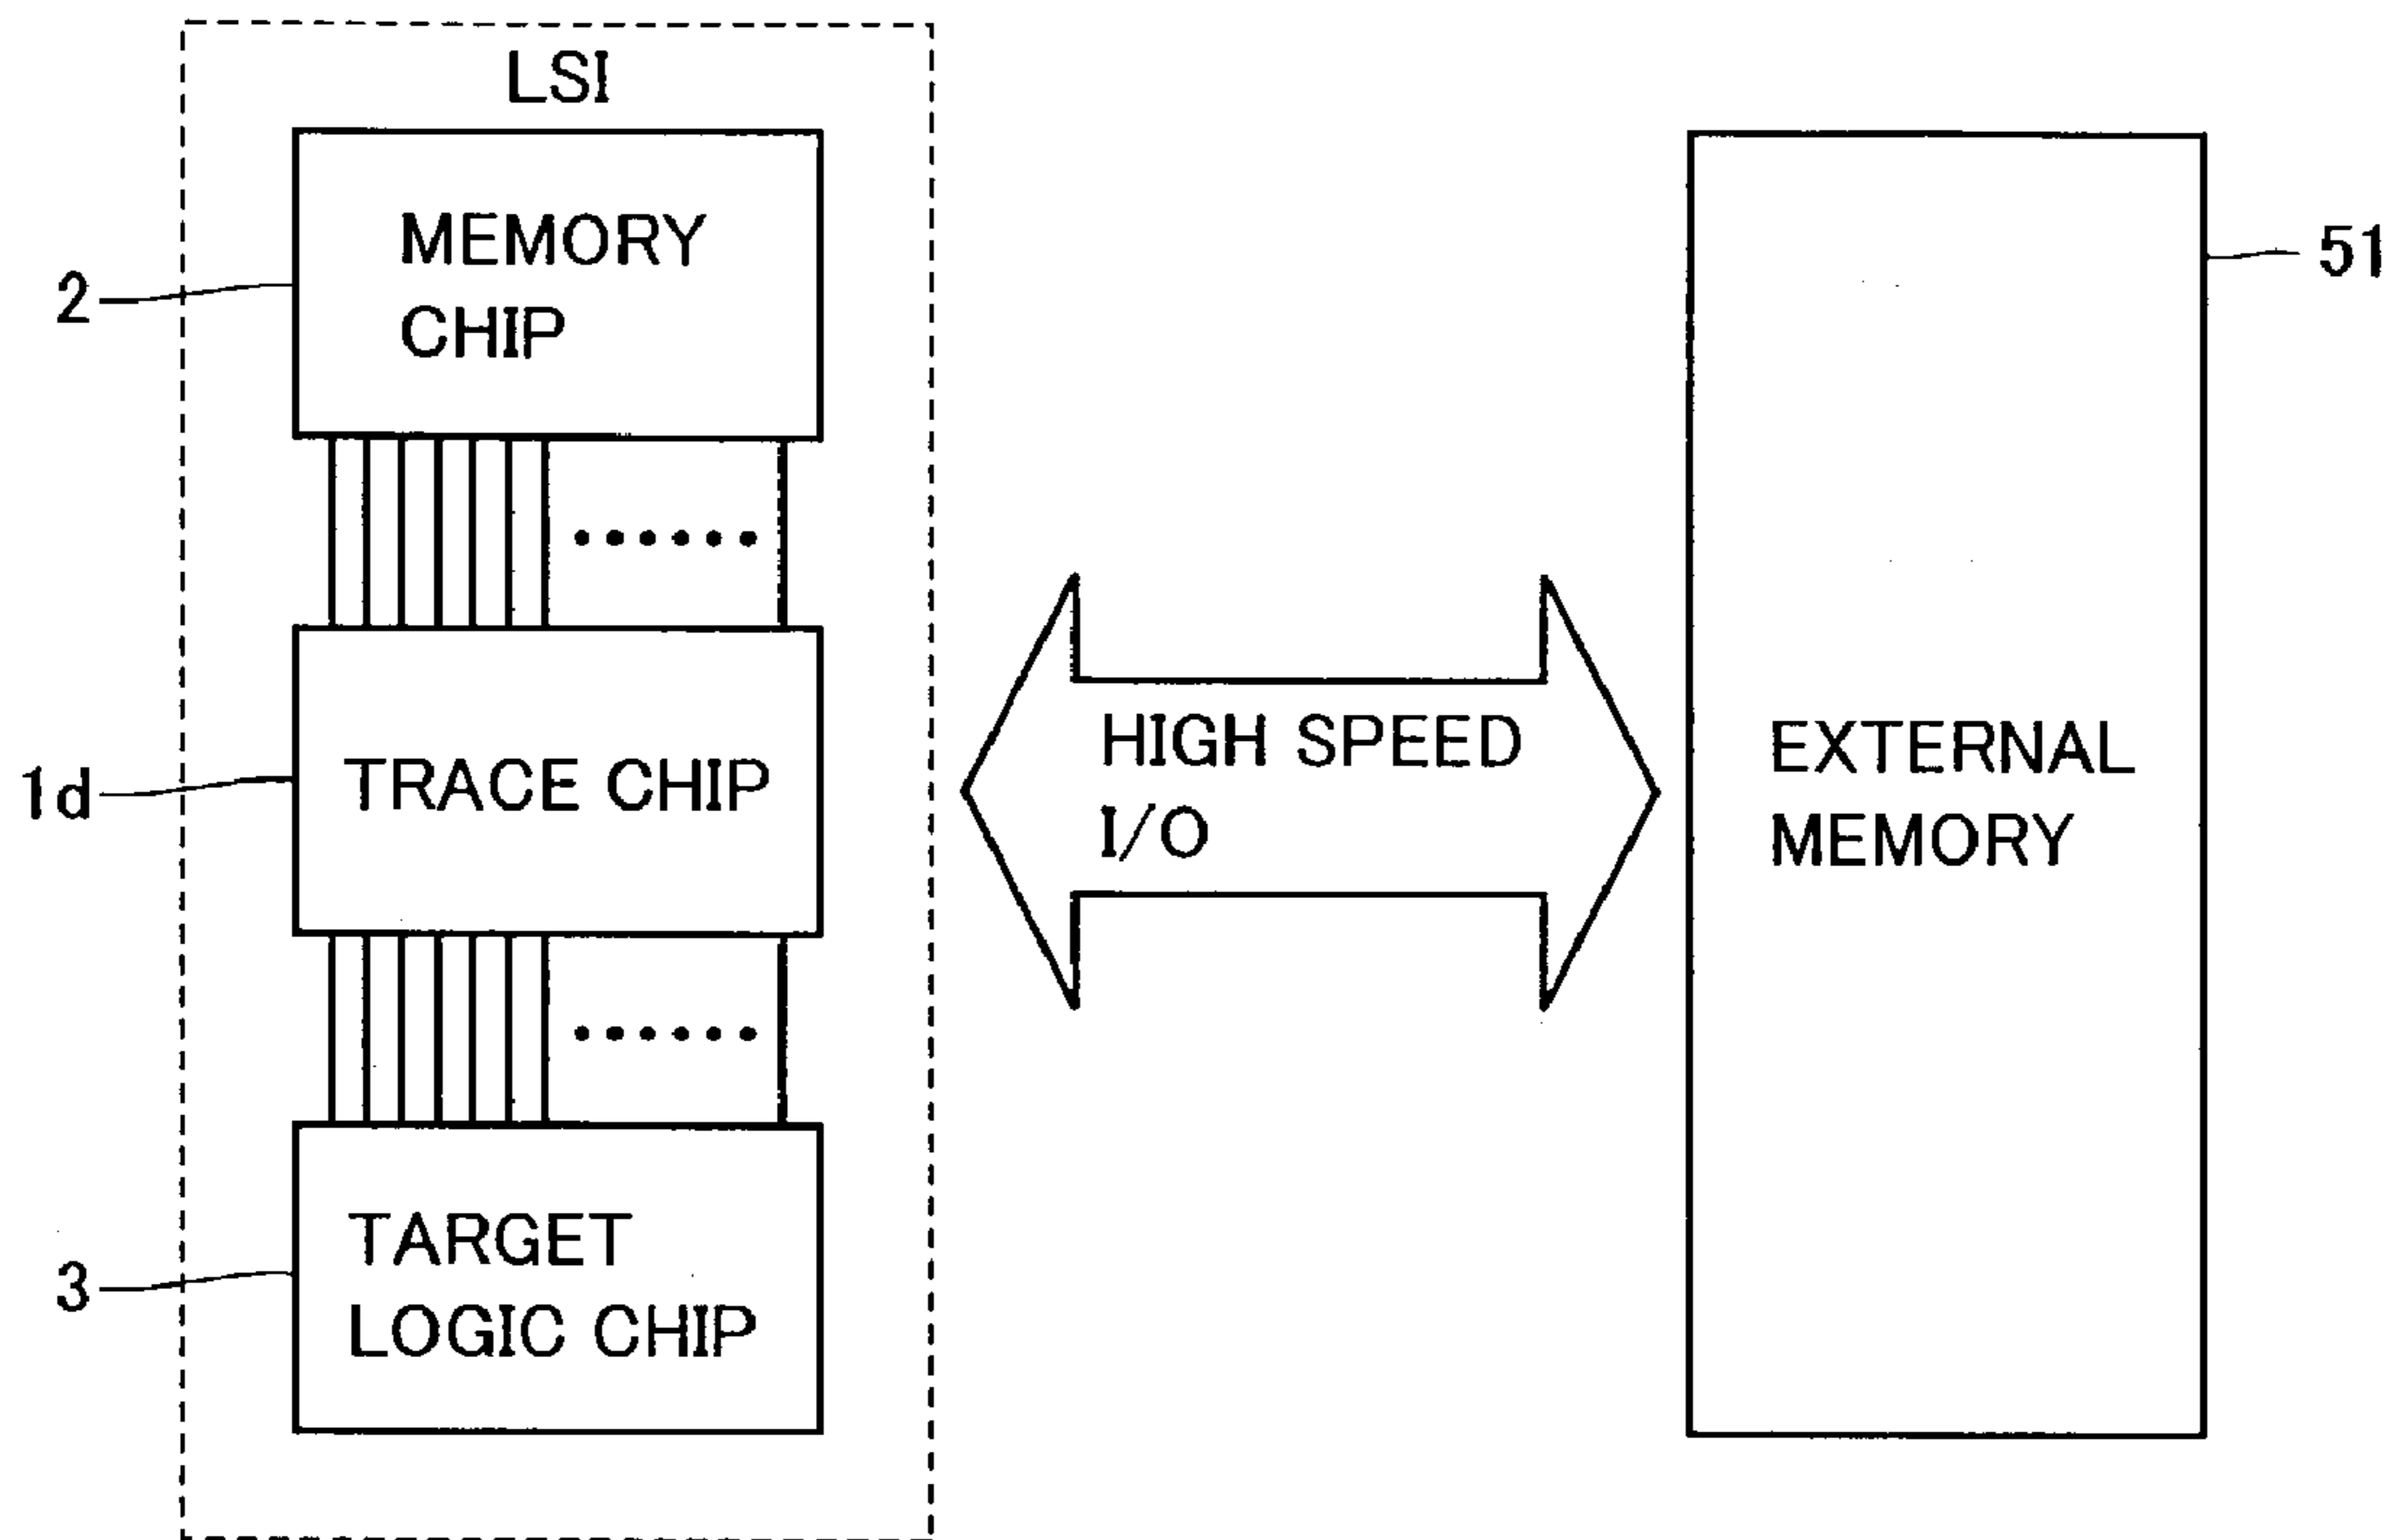 LSI
MEMORY
CHIP
2
TRACE CHIP
1d
TARGET
LOGIC CHIP
3
HIGH SPEED
I/O
EXTERNAL
MEMORY
51